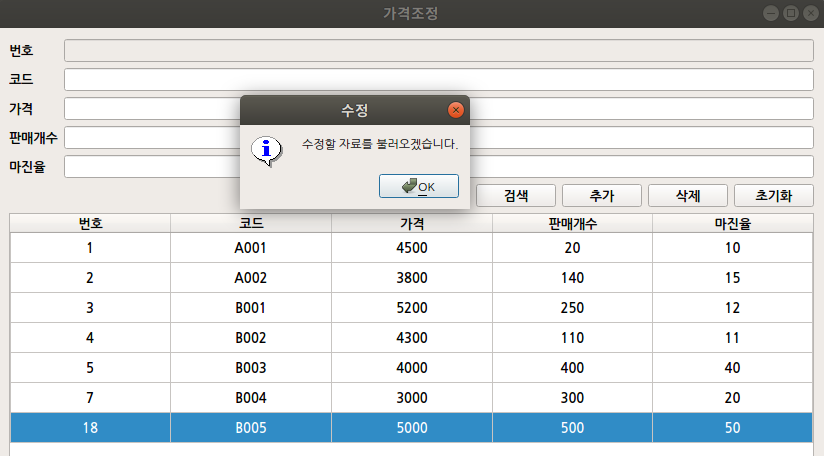 가격조정
번호
코드
가격
판매개수
마진율
수정
수정할 자료를 불러오겠습니다.
OK
검색 추가 삭제 초기화
번호 코드 가격 판매개수 마진율
1 A001 4500 20 10
2 A002 3800 140 15
3 B001 5200 250 12
4 B002 4300 110 11
5 B003 4000 400 40
7 B004 3000 300 20
18 B005 5000 500 50